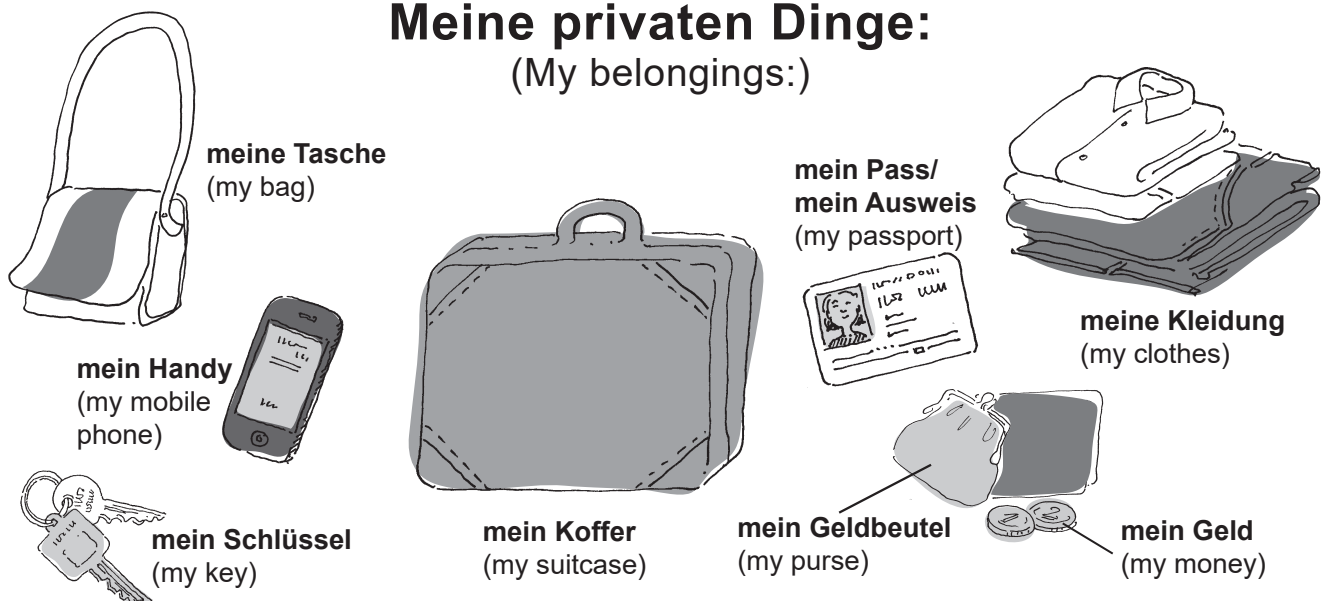 Meine privaten Dinge:
(My belongings:)
meine Tasche
(my bag)
mein Pass/
mein Ausweis
(my passport)
meine Kleidung
(my clothes)
mein Handy
(my mobile
phone)
mein Schlüssel
(my key)
mein Koffer
(my suitcase)
mein Geldbeutel
(my purse)
mein Geld
(my money)
1
2